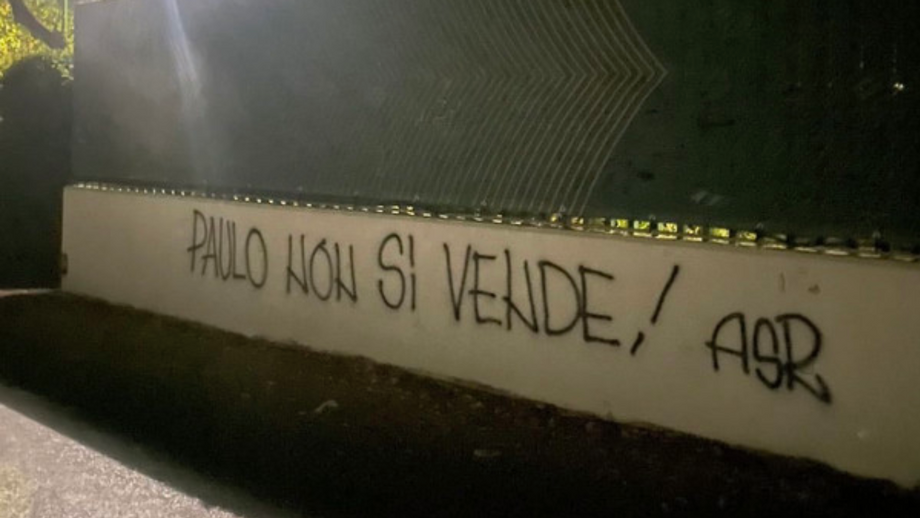 PAULO NON SI VENDE! ASR